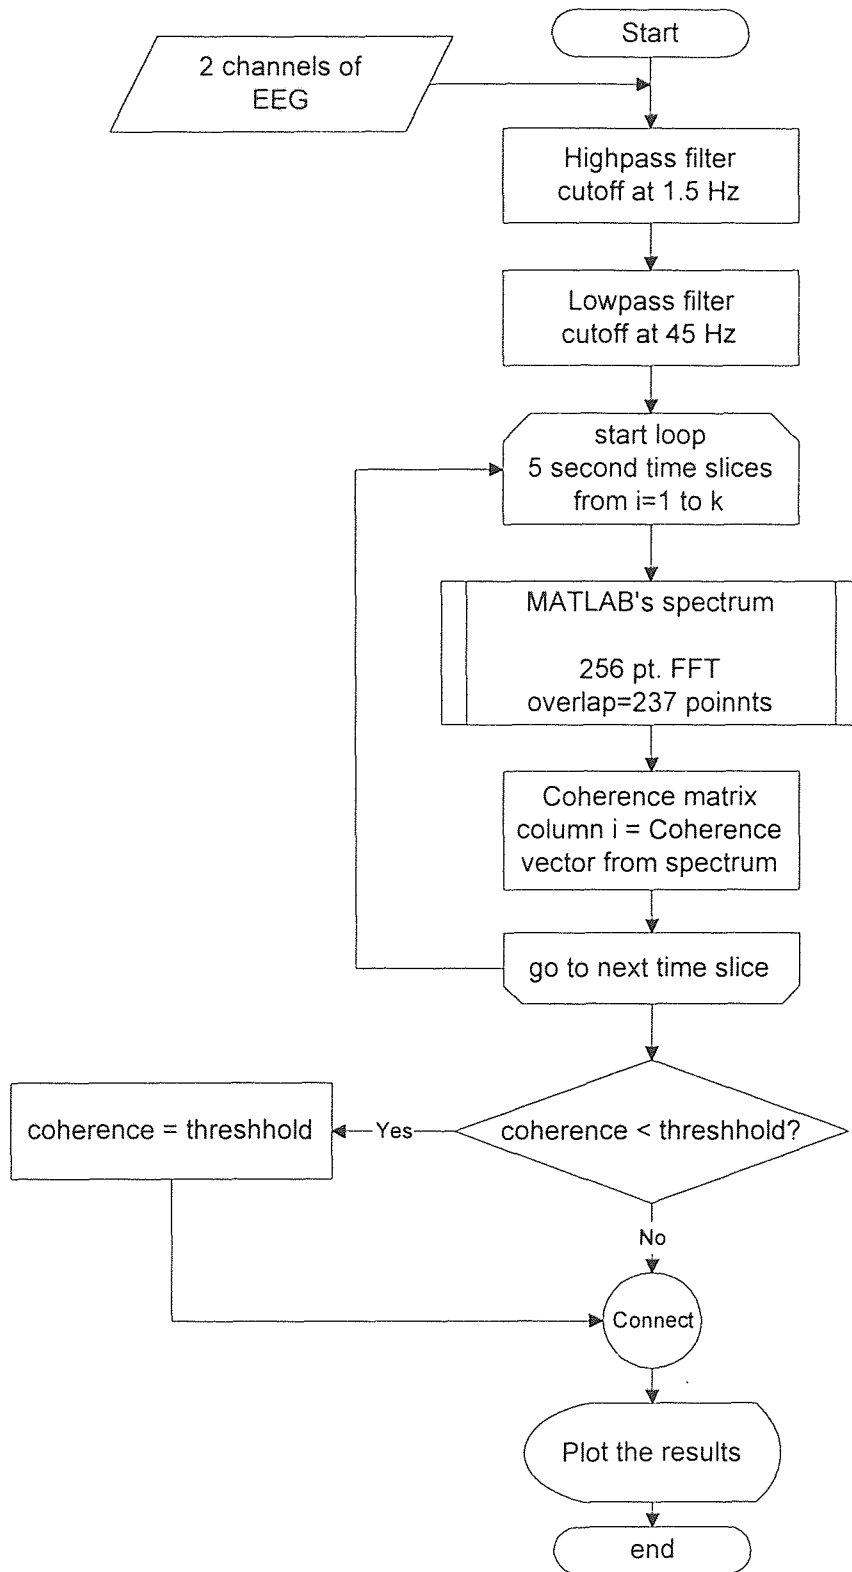 Start
2 channels of
EEG
Highpass filter
cutoff at 1.5 Hz
Lowpass filter
cutoff at 45 Hz
start loop
5 second time slices
from i=1 to k
MATLAB's spectrum
256 pt. FFT
overlap=237 poinnts
Coherence matrix
column i = Coherence
vector from spectrum
go to next time slice
coherence < threshhold?
Yes
coherence = threshhold
No
Connect
Plot the results
end